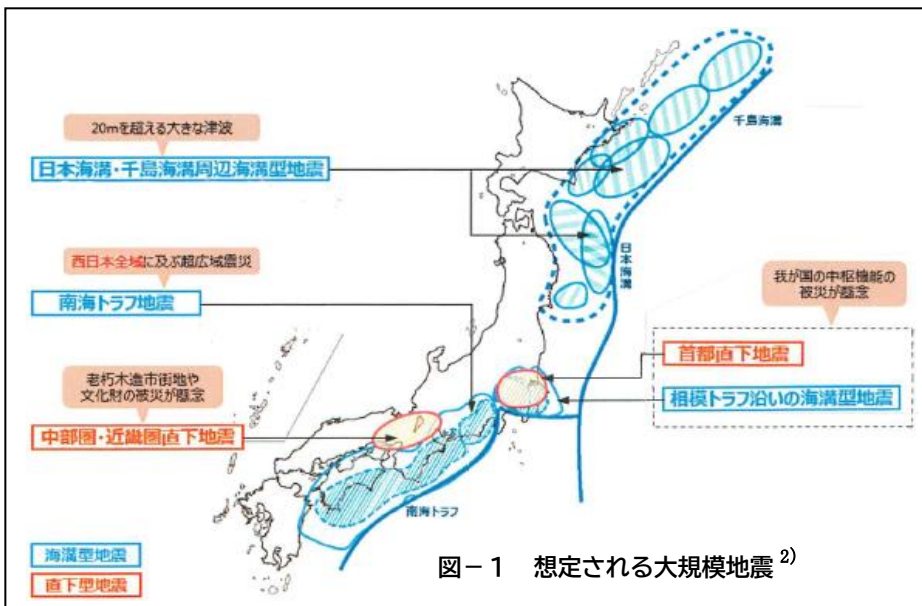 20mを超える大きな津波
日本海溝・千島海溝周辺海溝型地震
千島海溝
西日本全域に及ぶ超広域震災
南海トラフ地震
日本海溝
我が国の中枢機能の
被災が懸念
首都直下地震
相模トラフ沿いの海溝型地震
老朽木造市街地や
文化財の被災が懸念
中部圏・近畿圏直下地震
南海トラフ
海溝型地震
直下型地震
図－１ 想定される大規模地震 2)